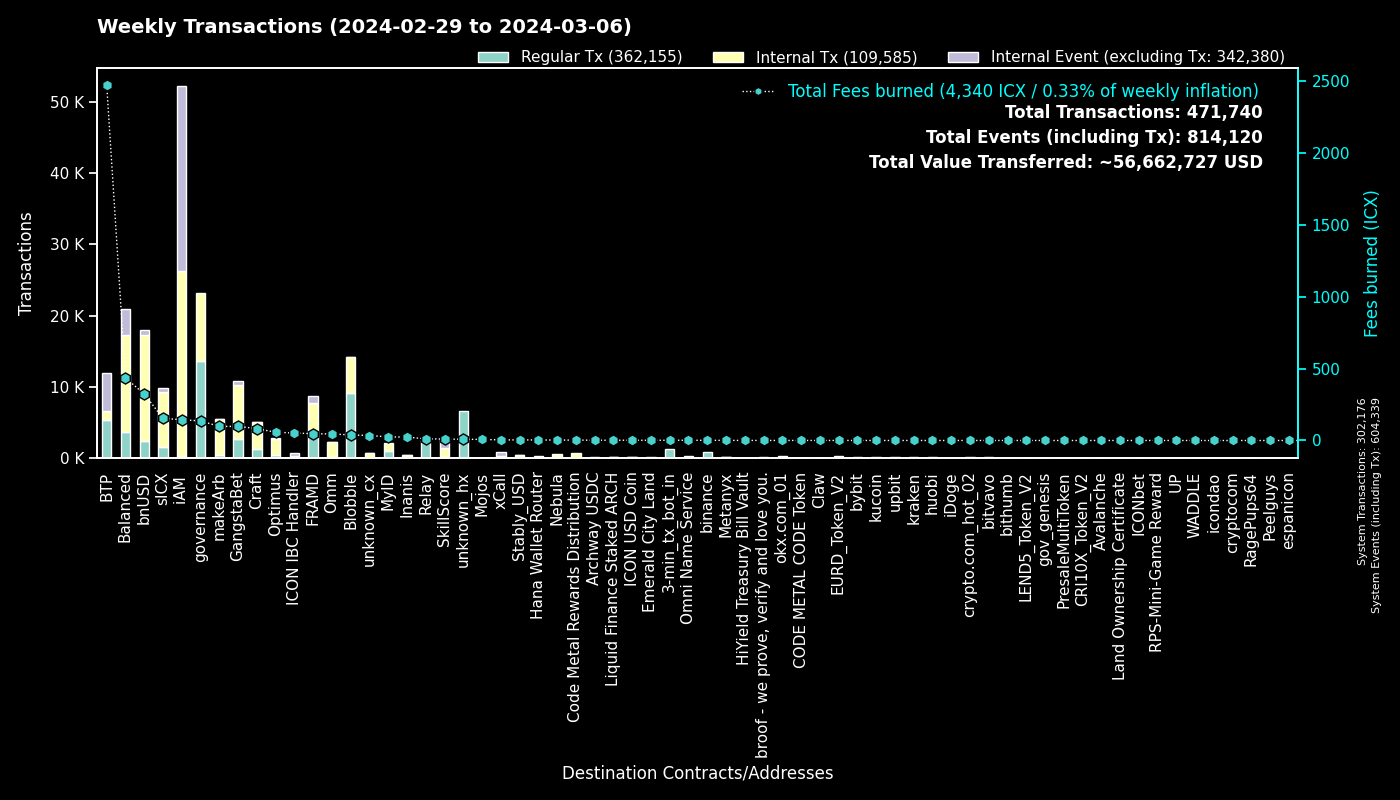 Weekly Transactions (2024-02-29 to 2024-03-06)
Regular Tx (362,155)
Internal Tx (109,585)
Internal Event (excluding Tx: 342,380)
Total Fees burned (4,340 ICX / 0.33% of weekly inflation)
Total Transactions: 471,740
Total Events (including Tx): 814,120
Total Value Transferred: ~56,662,727 USD
Transactions
50 K
40 K
30 K
20 K
10 K
0 K
2500
2000
1500
1000
500
0
Fees burned (ICX)
System Transactions: 302,176
System Events (including Tx): 604,339
BTP
Balanced
bnUSD
sICX
iAM
governance
makeArb
GangstaBet
Craft
Optimus
ICON IBC Handler
FRAMD
Omm
Blobble
unknown_cx
MyID
Inanis
Relay
SkillScore
unknown_hx
Mojos
xCall
Stably_USD
Hana Wallet Router
Nebula
Code Metal Rewards Distribution
Archway USDC
Liquid Finance Staked ARCH
ICON USD Coin
Emerald City Land
3-min_tx_bot_in
Omni Name Service
binance
Metanyx
HiYield Treasury Bill Vault
broof - we prove, verify and love you.
okx.com_01
CODE METAL CODE Token
Claw
EURD_Token_V2
bybit
kucoin
upbit
kraken
huobi
iDoge
crypto.com_hot_02
bitvavo
bithumb
LEND5_Token_V2
gov_genesis
PresaleMultiToken
CRI10X_Token_V2
Avalanche
Land Ownership Certificate
ICONbet
RPS-Mini-Game Reward
UP
WADDLE
icondao
cryptocom
RagePups64
Peelguys
espanicon
Destination Contracts/Addresses